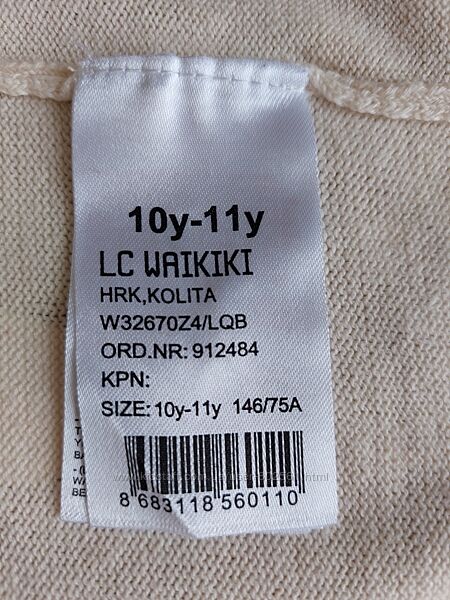 10y-11y
LC WAIKIKI
HRK,KOLITA
W32670Z4/LQB
ORD.NR: 912484
KPN:
SIZE: 10y-11y 146/75A
8 683118 560110